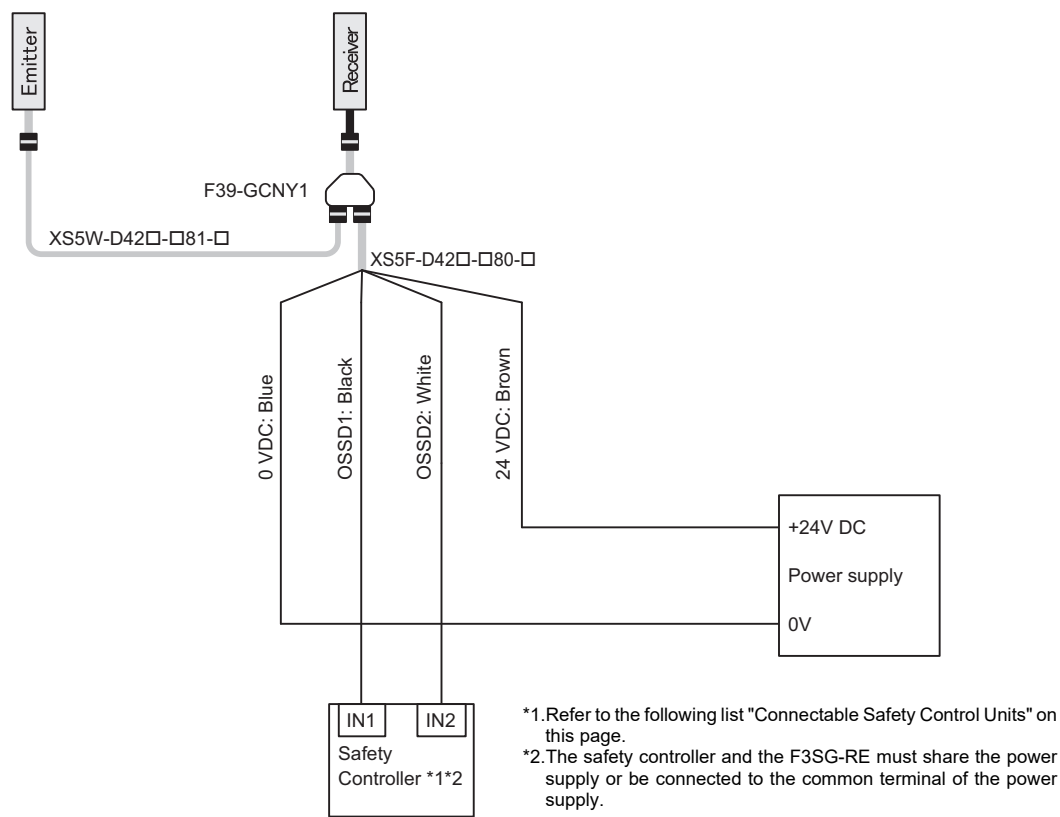 Emitter
Receiver
F39-GCNY1
XS5W-D42□-□81-□
XS5F-D42□-□80-□
0 VDC: Blue
OSSD1: Black
OSSD2: White
24 VDC: Brown
+24V DC
Power supply
0V
IN1
IN2
Safety
Controller *1*2
*1.Refer to the following list "Connectable Safety Control Units" on
this page.
*2.The safety controller and the F3SG-RE must share the power
supply or be connected to the common terminal of the power
supply.